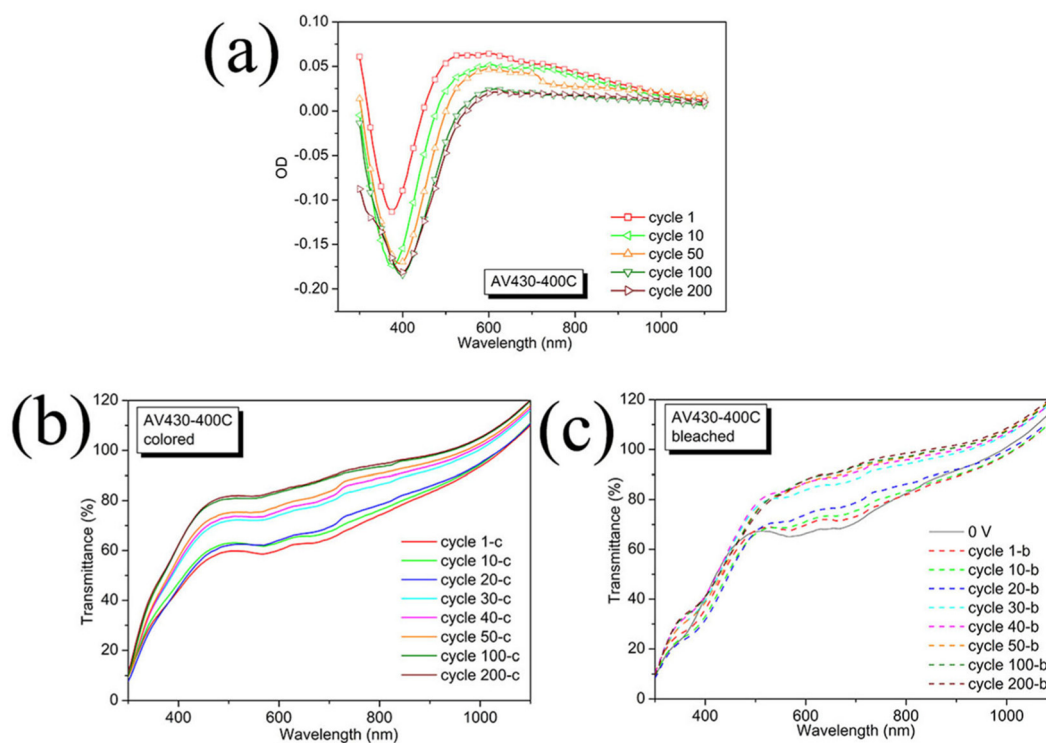 (a)
0.10
0.05
0.00
-0.05
-0.10
-0.15
-0.20
OD
400
600
800
1000
Wavelength (nm)
AV430-400C
cycle 1
cycle 10
cycle 50
cycle 100
cycle 200
(b)
120
100
80
60
40
20
0
Transmittance (%)
400
600
800
1000
Wavelength (nm)
AV430-400C
colored
cycle 1-c
cycle 10-c
cycle 20-c
cycle 30-c
cycle 40-c
cycle 50-c
cycle 100-c
cycle 200-c
(c)
120
100
80
60
40
20
0
Transmittance (%)
400
600
800
1000
Wavelength (nm)
AV430-400C
bleached
0 V
cycle 1-b
cycle 10-b
cycle 20-b
cycle 30-b
cycle 40-b
cycle 50-b
cycle 100-b
cycle 200-b